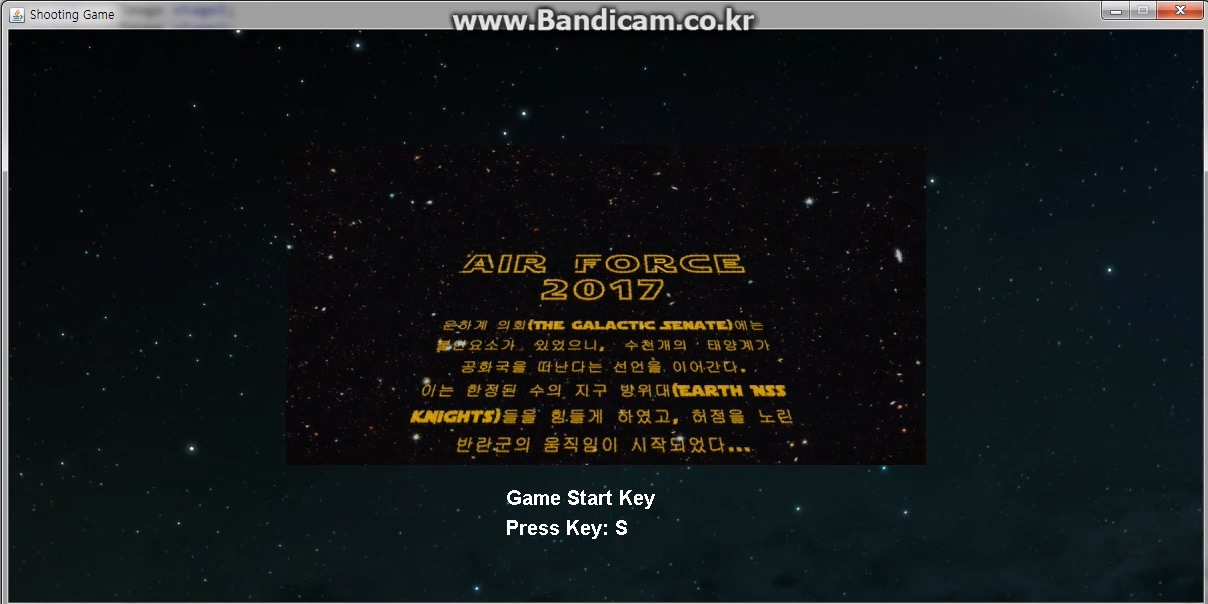 Shooting Game
www.Bandicam.co.kr
AIR FORCE
2017
은하계 의회(THE GALACTIC SENATE)에는
불안요소가 있었으니, 수천개의 태양계가
공화국을 떠난다는 선언을 이어간다.
이는 한정된 수의 지구 방위대(EARTH NSS
KNIGHTS)들을 힘들게 하였고, 허점을 노린
반란군의 움직임이 시작되었다...
Game Start Key
Press Key: S